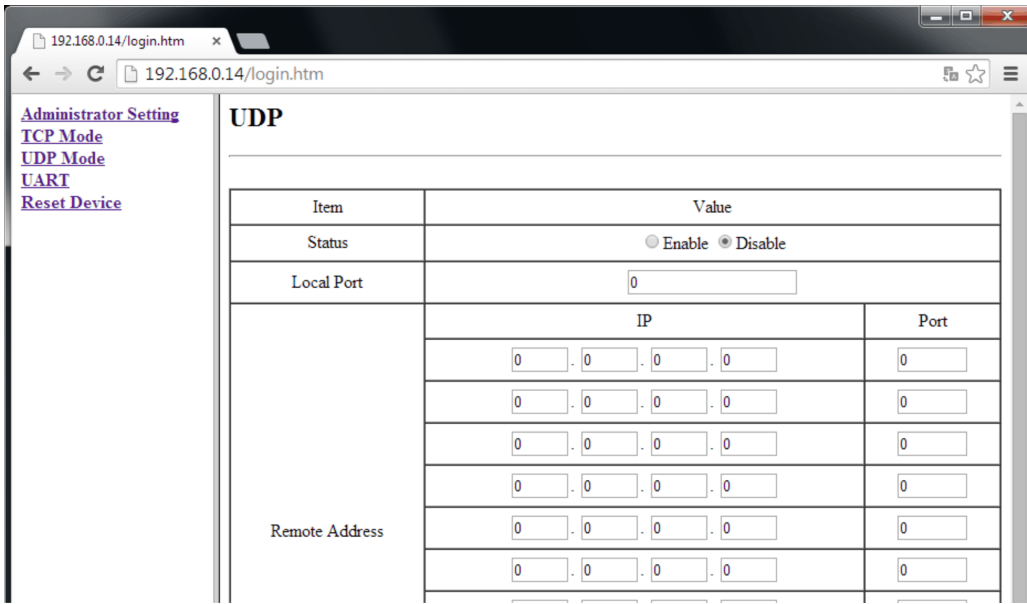 192.168.0.14/login.htm
192.168.0.14/login.htm
Administrator Setting
TCP Mode
UDP Mode
UART
Reset Device
UDP
Item Value
Status Enable Disable
Local Port 0
IP Port
0 . 0 . 0 . 0 0
0 . 0 . 0 . 0 0
0 . 0 . 0 . 0 0
0 . 0 . 0 . 0 0
Remote Address 0 . 0 . 0 . 0 0
0 . 0 . 0 . 0 0